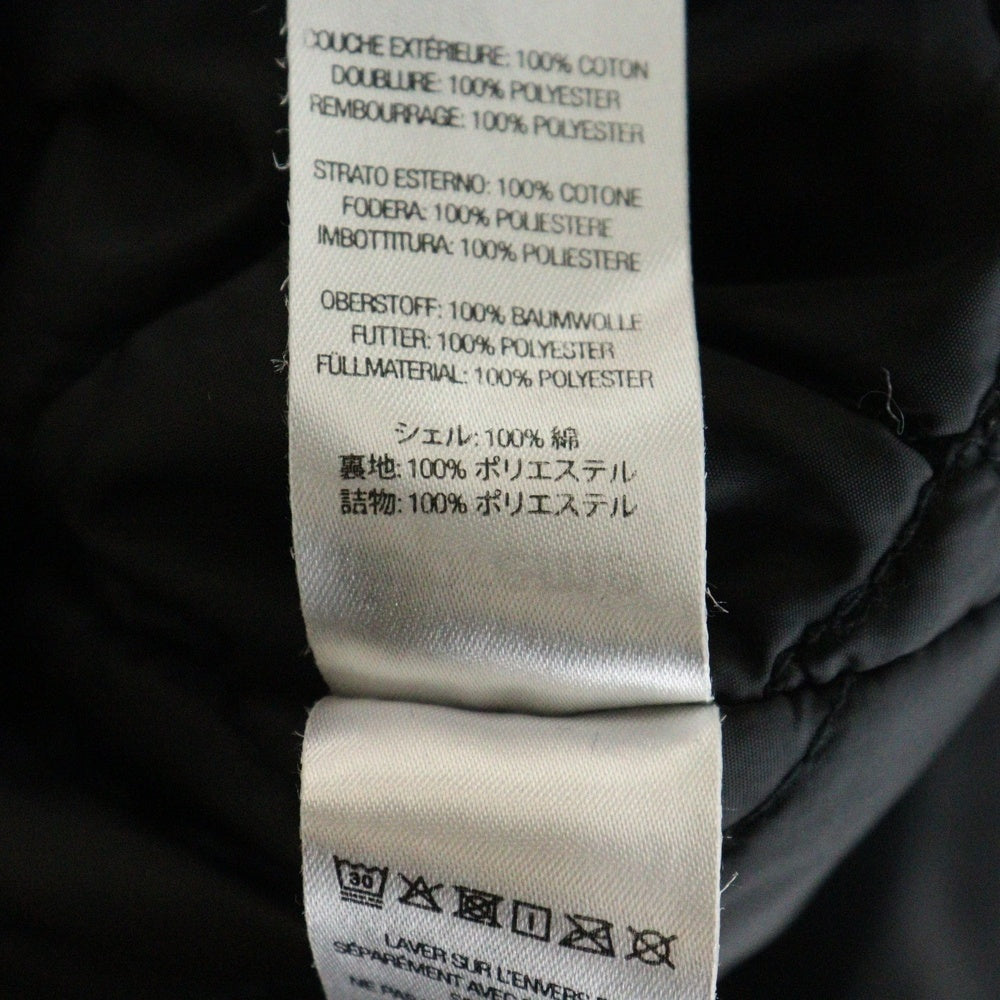 COUCHE EXTÉRIEURE: 100% COTON
DOUBLURE: 100% POLYESTER
REMBOURRAGE: 100% POLYESTER
STRATO ESTERNO: 100% COTONE
FODERA: 100% POLIESTERE
IMBOTTITURA: 100% POLIESTERE
OBERSTOFF: 100% BAUMWOLLE
FUTTER: 100% POLYESTER
FÜLLMATERIAL: 100% POLYESTER
シェル: 100% 綿
裏地: 100% ポリエステル
詰物: 100% ポリエステル
30
LAVER SUR L'ENVERS
SÉPARÉMENT AVEC
NE PAS